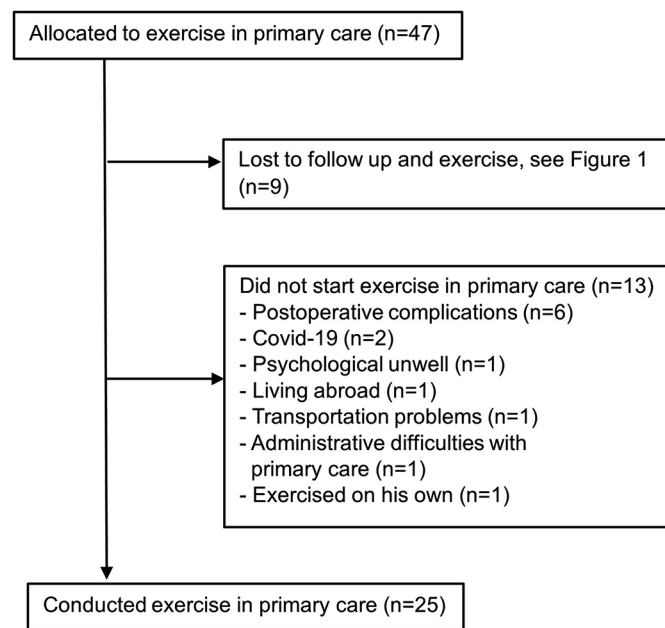 Allocated to exercise in primary care (n=47)
Lost to follow up and exercise, see Figure 1
(n=9)
Did not start exercise in primary care (n=13)
- Postoperative complications (n=6)
- Covid-19 (n=2)
- Psychological unwell (n=1)
- Living abroad (n=1)
- Transportation problems (n=1)
- Administrative difficulties with
primary care (n=1)
- Exercised on his own (n=1)
Conducted exercise in primary care (n=25)